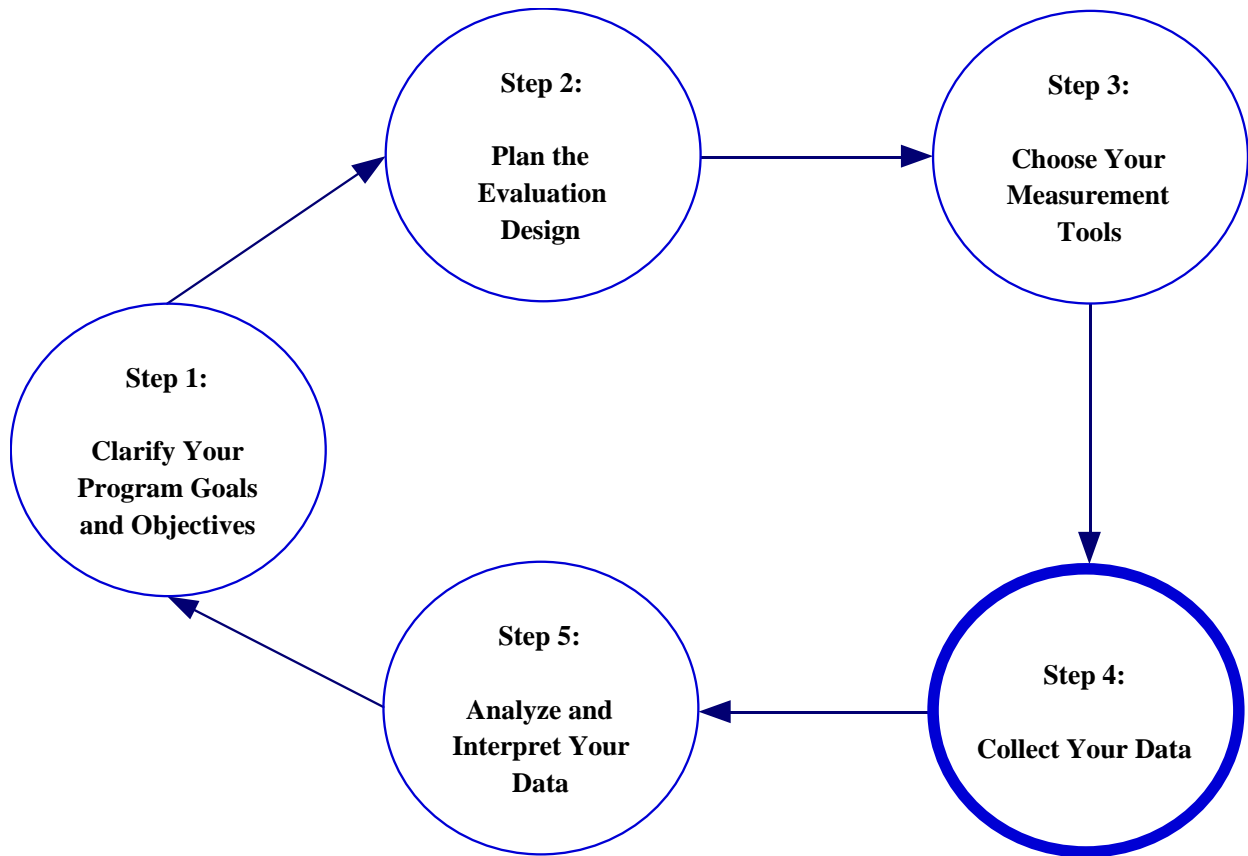 Step 1:
Clarify Your
Program Goals
and Objectives
Step 2:
Plan the
Evaluation
Design
Step 3:
Choose Your
Measurement
Tools
Step 4:
Collect Your Data
Step 5:
Analyze and
Interpret Your
Data